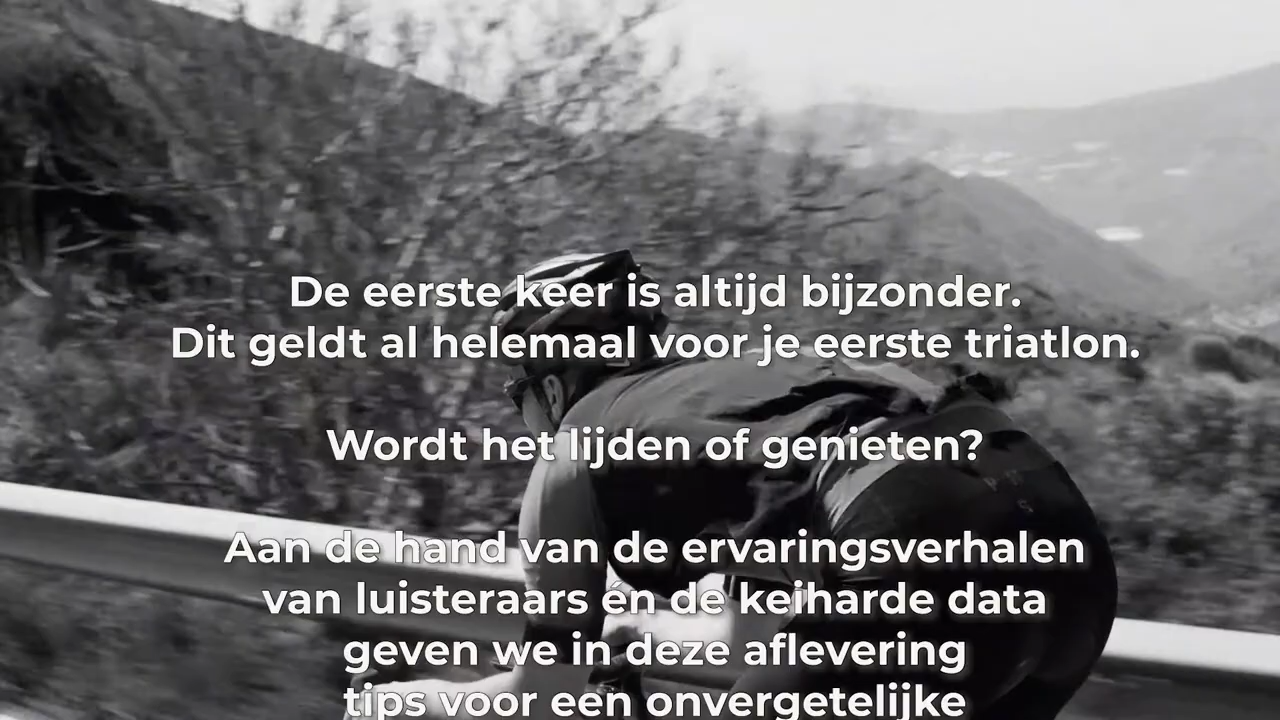 De eerste keer is altijd bijzonder.
Dit geldt al helemaal voor je eerste triatlon.
Wordt het lijden of genieten?
Aan de hand van de ervaringsverhalen
van luisteraars én de keiharde data
geven we in deze aflevering
tips voor een onvergetelijke